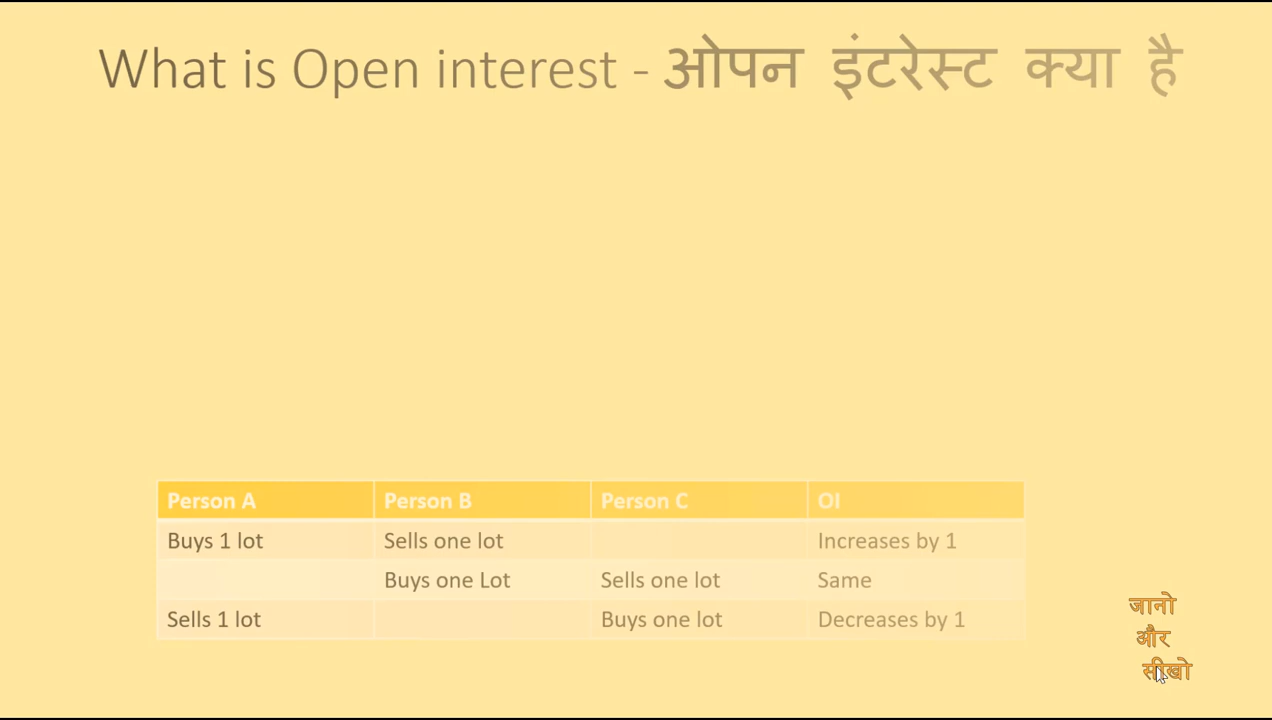 What is Open interest - ओपन इंटरेस्ट क्या है
Person A Person B Person C OI
Buys 1 lot Sells one lot Increases by 1
Buys one Lot Sells one lot Same
Sells 1 lot Buys one lot Decreases by 1
जानो
और
सीखो